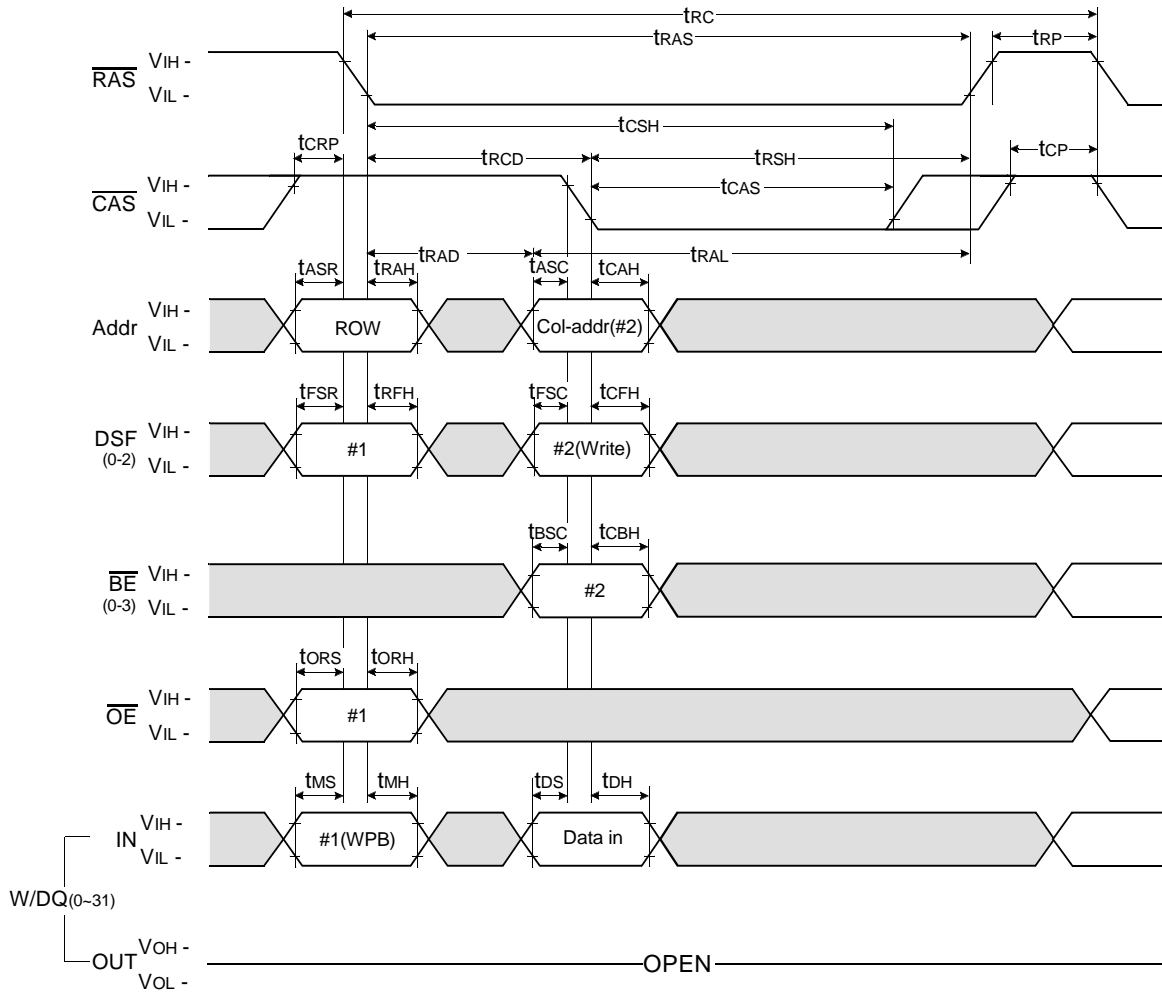 tRC
tRAS
tRP
RAS
VIH -
VIL -
tCSH
tCRP
tRCD
tRSH
tCP
CAS
VIH -
VIL -
tCAS
tRAD
tRAL
tASR
tRAH
tASC
tCAH
Addr
VIH -
VIL -
ROW
Col-addr(#2)
tFSR
tRFH
tFSC
tCFH
DSF
(0-2)
VIH -
VIL -
#1
#2(Write)
tBSC
tCBH
BE
(0-3)
VIH -
VIL -
#2
tORS
tORH
OE
VIH -
VIL -
#1
tMS
tMH
tDS
tDH
IN
VIH -
VIL -
#1(WPB)
Data in
W/DQ(0~31)
OUT
VOH -
VOL -
OPEN